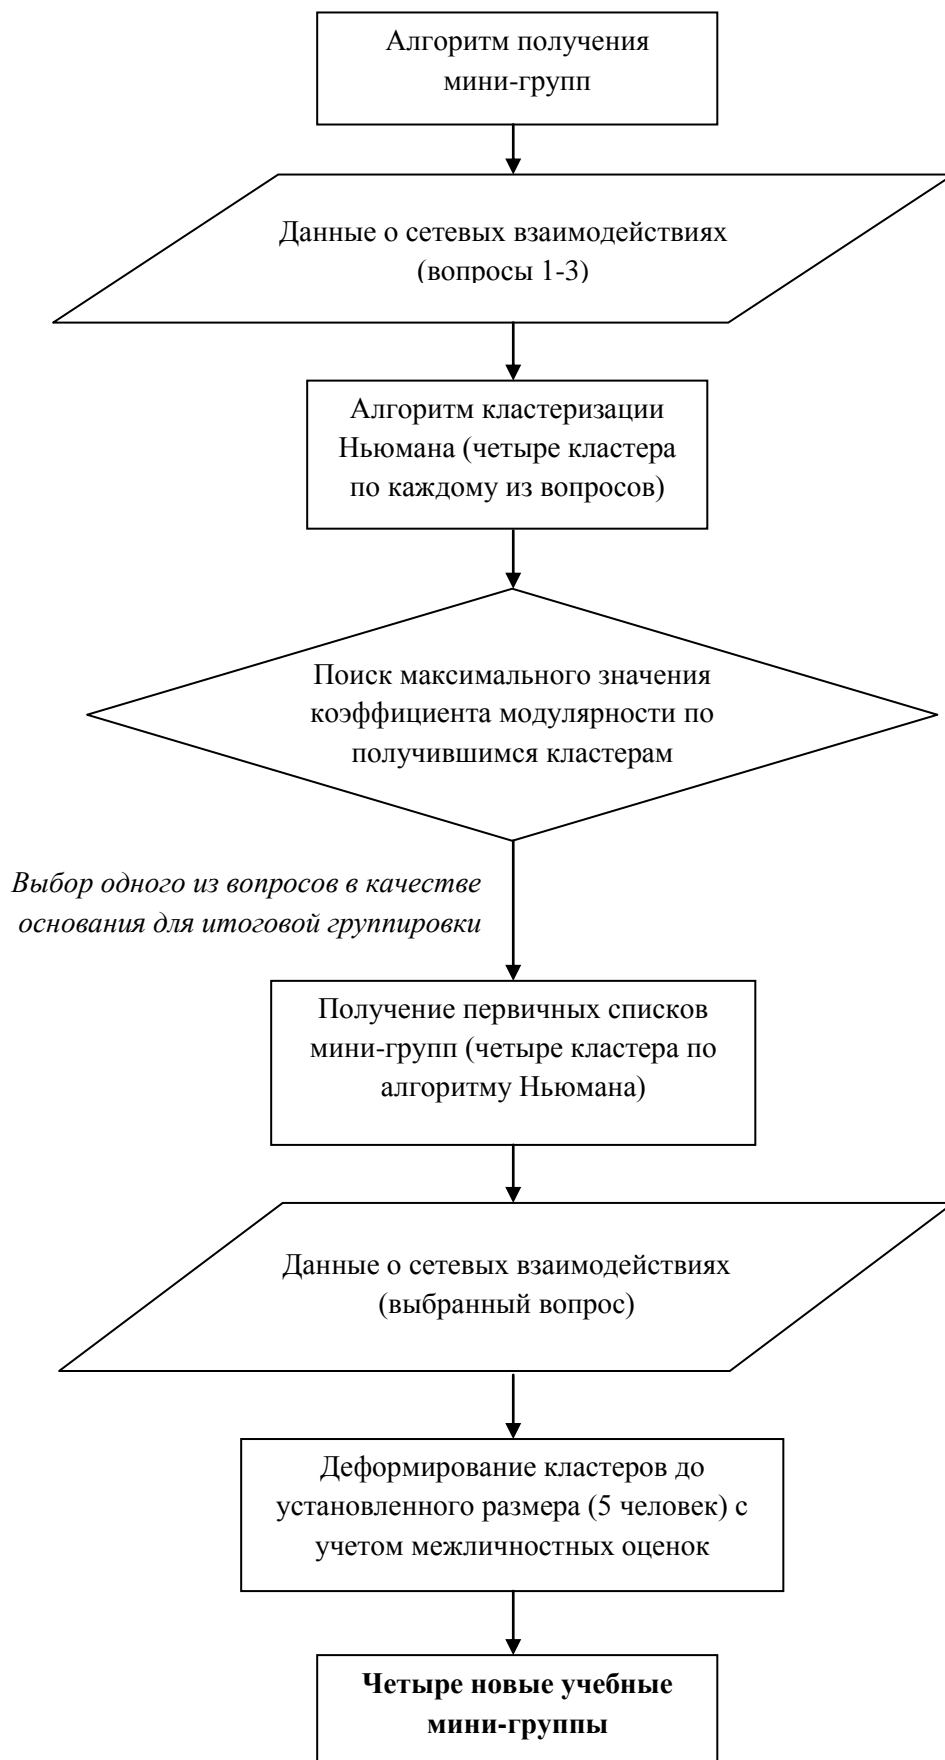 Алгоритм получения
мини-групп
Данные о сетевых взаимодействиях
(вопросы 1-3)
Алгоритм кластеризации
Ньюмана (четыре кластера
по каждому из вопросов)
Поиск максимального значения
коэффициента модулярности по
получившимся кластерам
Выбор одного из вопросов в качестве
основания для итоговой группировки
Получение первичных списков
мини-групп (четыре кластера по
алгоритму Ньюмана)
Данные о сетевых взаимодействиях
(выбранный вопрос)
Деформирование кластеров до
установленного размера (5 человек) с
учетом межличностных оценок
Четыре новые учебные
мини-группы